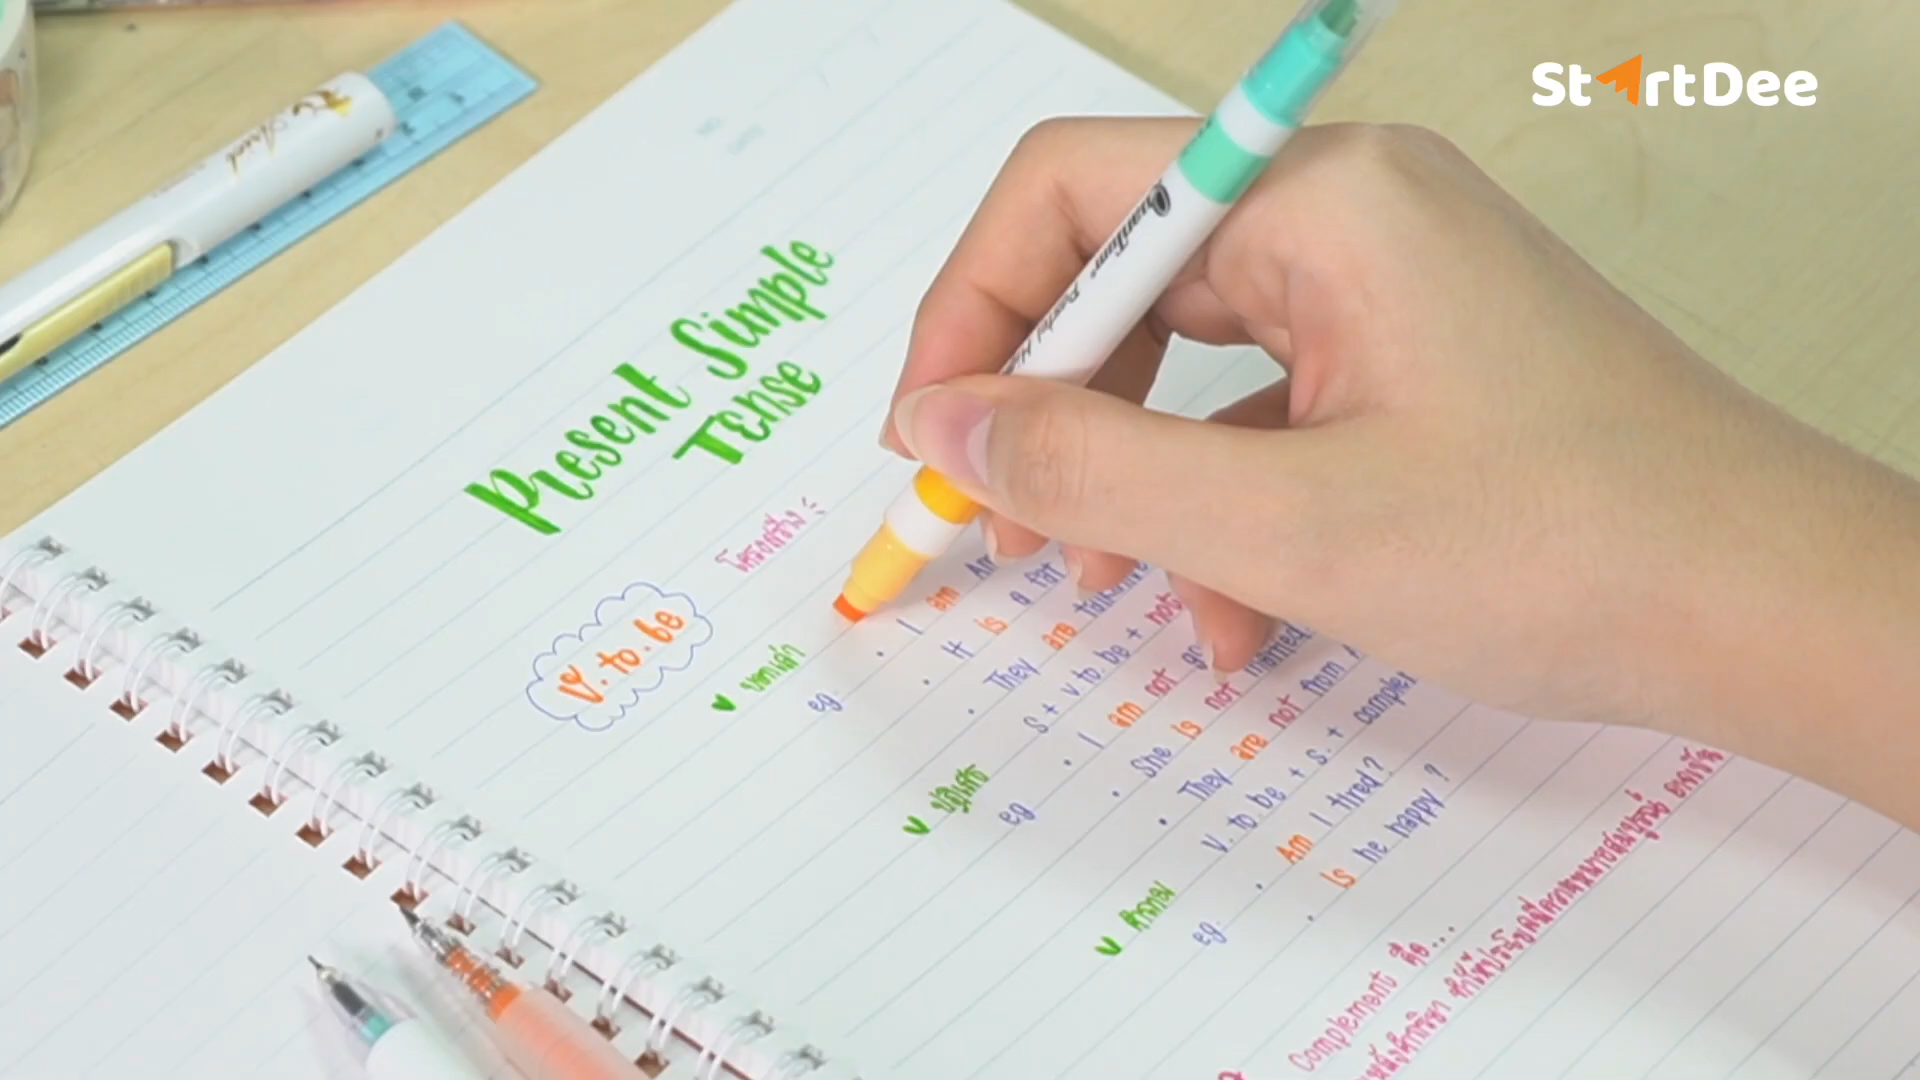 StartDee
Quantum Pastel
Present Simple
Tense
โครงสร้าง
V. to. be
✓ บอกเล่า
eg
• I am
• It is a
• They are
✓ ปฏิเสธ S + V. to. be + not
eg • I am not
• She is not married.
• They are not from
✓ คำถาม V. to. be + S. +
eg. • Am I tired?
• Is he happy?
Complement คือ...